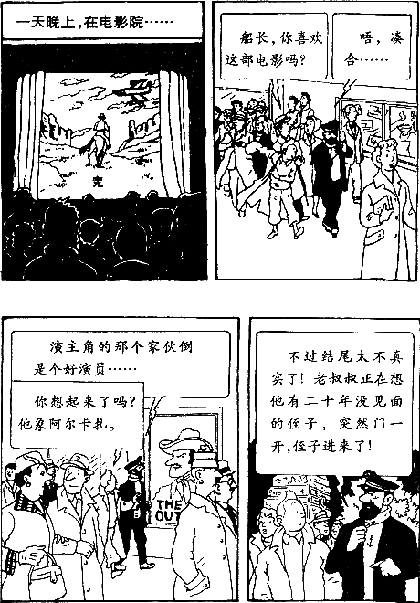 一天晚上，在电影院……
完
船长，你喜欢
这部电影吗？
唔，凑
合……
演主角的那个家伙倒
是个好演员……
你想起来了吗？
他象阿尔卡扎。
THE
OUT
不过结尾太不真
实了！老叔叔正在想
他有二十年没见面
的侄子，突然门一
开，侄子进来了！